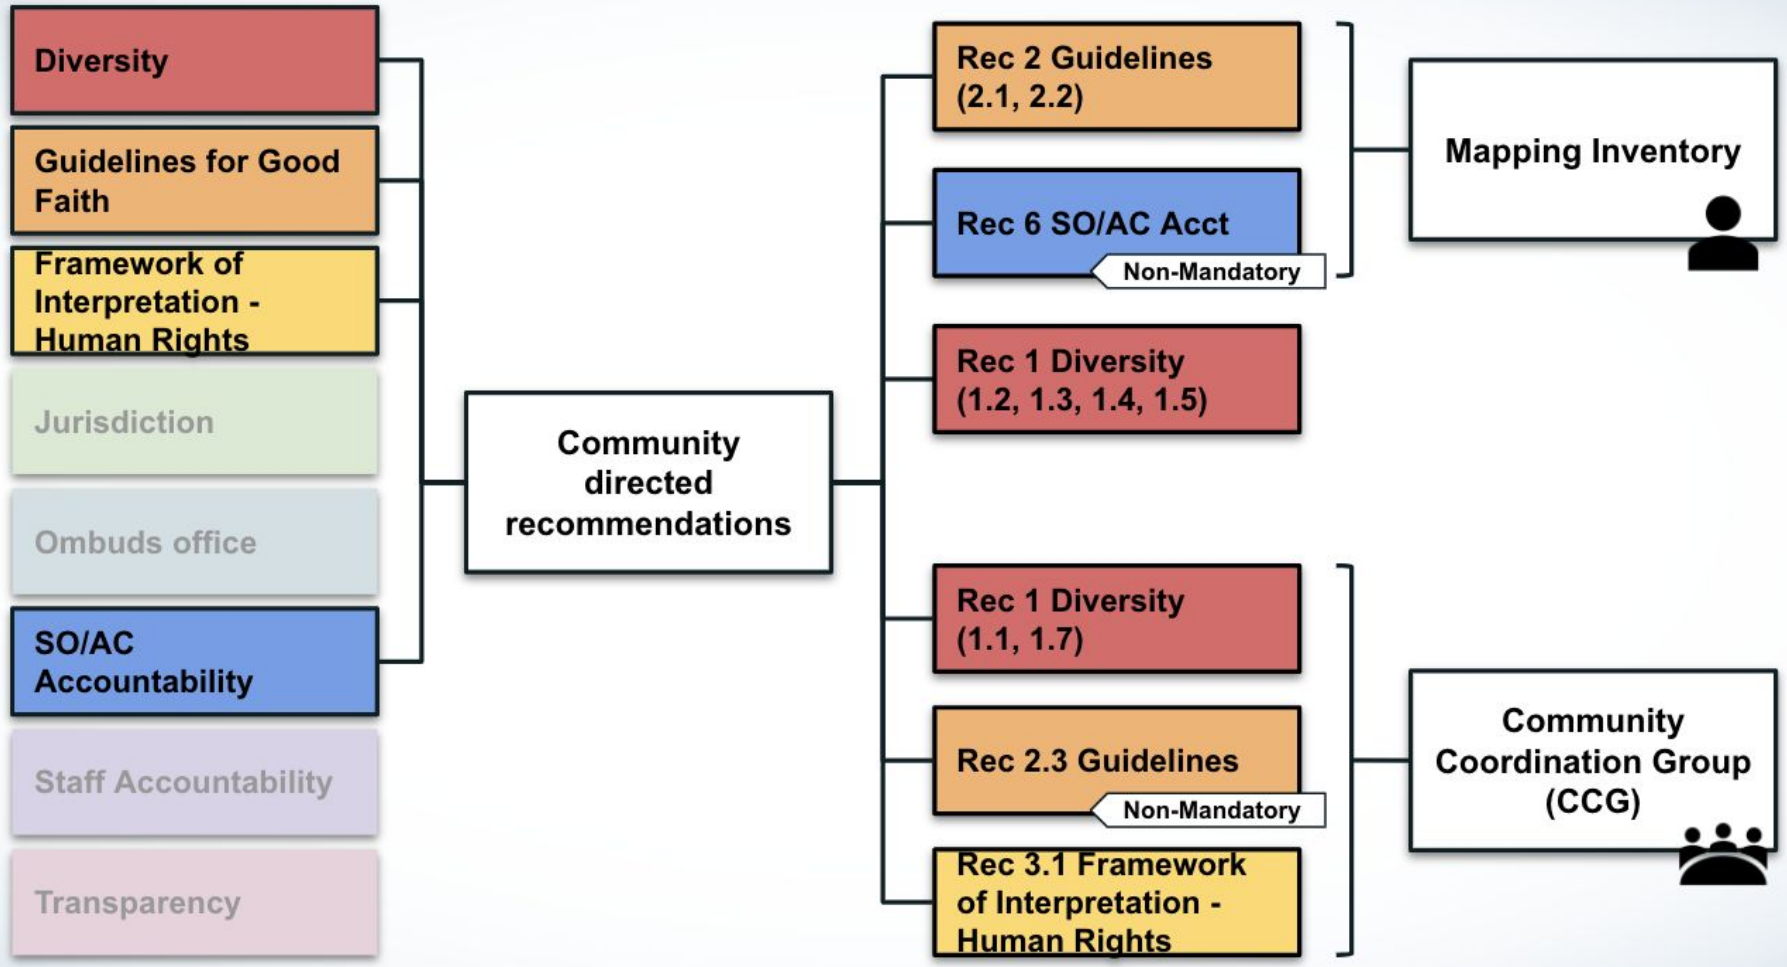 Diversity
Guidelines for Good
Faith
Framework of
Interpretation -
Human Rights
Jurisdiction
Ombuds office
SO/AC
Accountability
Staff Accountability
Transparency
Community
directed
recommendations
Rec 2 Guidelines
(2.1, 2.2)
Rec 6 SO/AC Acct
Non-Mandatory
Rec 1 Diversity
(1.2, 1.3, 1.4, 1.5)
Rec 1 Diversity
(1.1, 1.7)
Rec 2.3 Guidelines
Non-Mandatory
Rec 3.1 Framework
of Interpretation -
Human Rights
Mapping Inventory
Community
Coordination Group
(CCG)